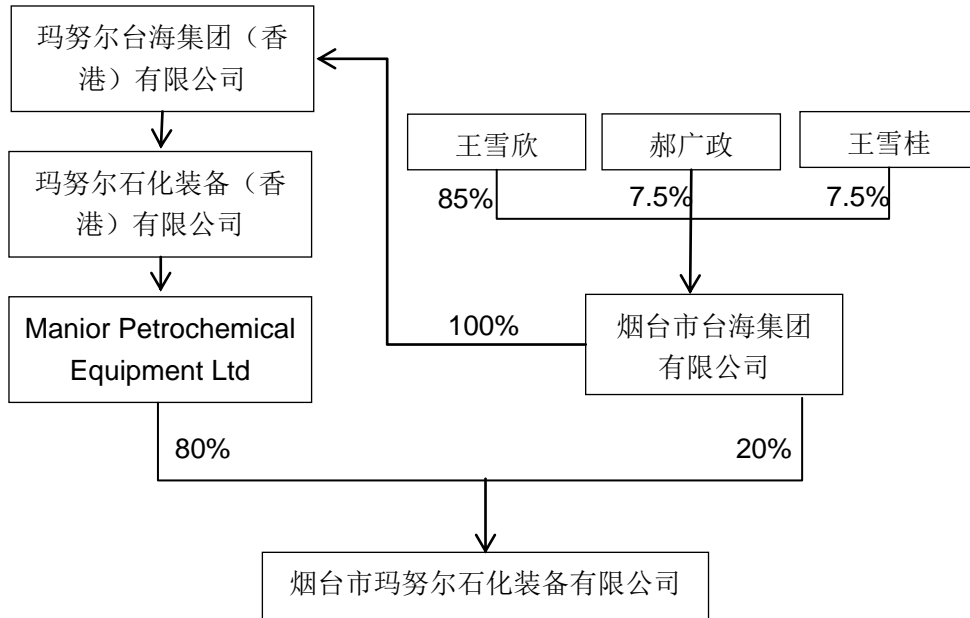 玛努尔台海集团（香
港）有限公司
王雪欣
郝广政
王雪桂
85%
7.5%
7.5%
玛努尔石化装备（香
港）有限公司
Manior Petrochemical
Equipment Ltd
100%
烟台市台海集团
有限公司
80%
20%
烟台市玛努尔石化装备有限公司